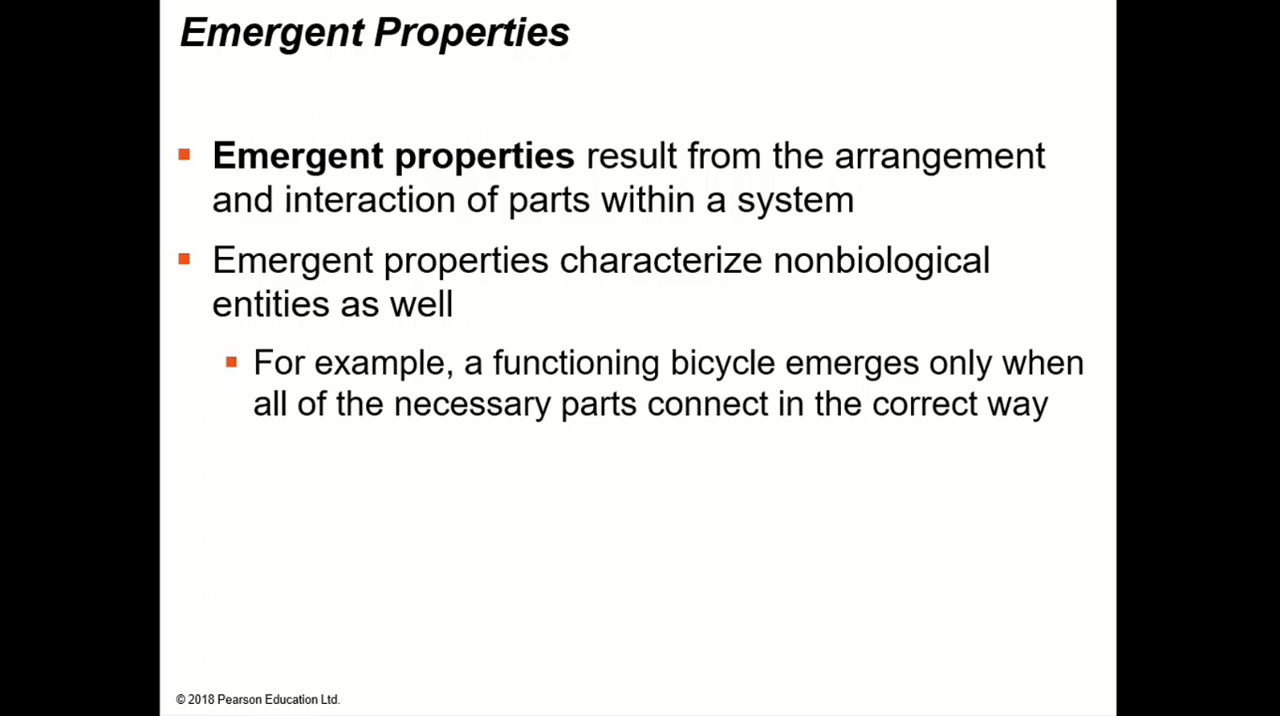 Emergent Properties
▪ Emergent properties result from the arrangement
and interaction of parts within a system
▪ Emergent properties characterize nonbiological
entities as well
▪ For example, a functioning bicycle emerges only when
all of the necessary parts connect in the correct way
© 2018 Pearson Education Ltd.